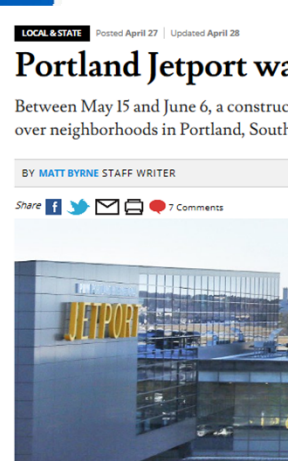 LOCAL & STATE Posted April 27 Updated April 28
Portland Jetport wa
Between May 15 and June 6, a construc
over neighborhoods in Portland, South
BY MATT BYRNE STAFF WRITER
Share f 7 Comments
JETPORT